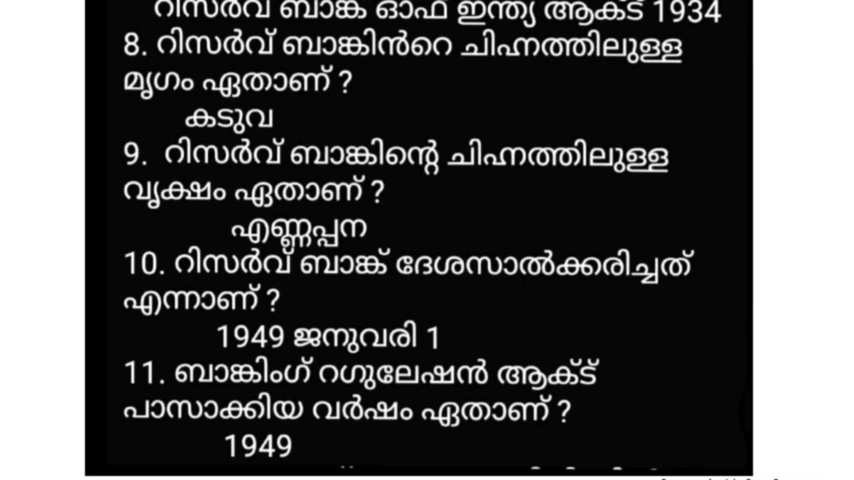 റിസർവ് ബാങ്ക് ഓഫ് ഇന്ത്യ ആക്ട് 1934
8. റിസർവ് ബാങ്കിൻറെ ചിഹ്നത്തിലുള്ള
മൃഗം ഏതാണ് ?
കടുവ
9. റിസർവ് ബാങ്കിന്റെ ചിഹ്നത്തിലുള്ള
വൃക്ഷം ഏതാണ് ?
എണ്ണപ്പന
10. റിസർവ് ബാങ്ക് ദേശസാൽക്കരിച്ചത്
എന്നാണ് ?
1949 ജനുവരി 1
11. ബാങ്കിംഗ് റഗുലേഷൻ ആക്ട്
പാസാക്കിയ വർഷം ഏതാണ് ?
1949